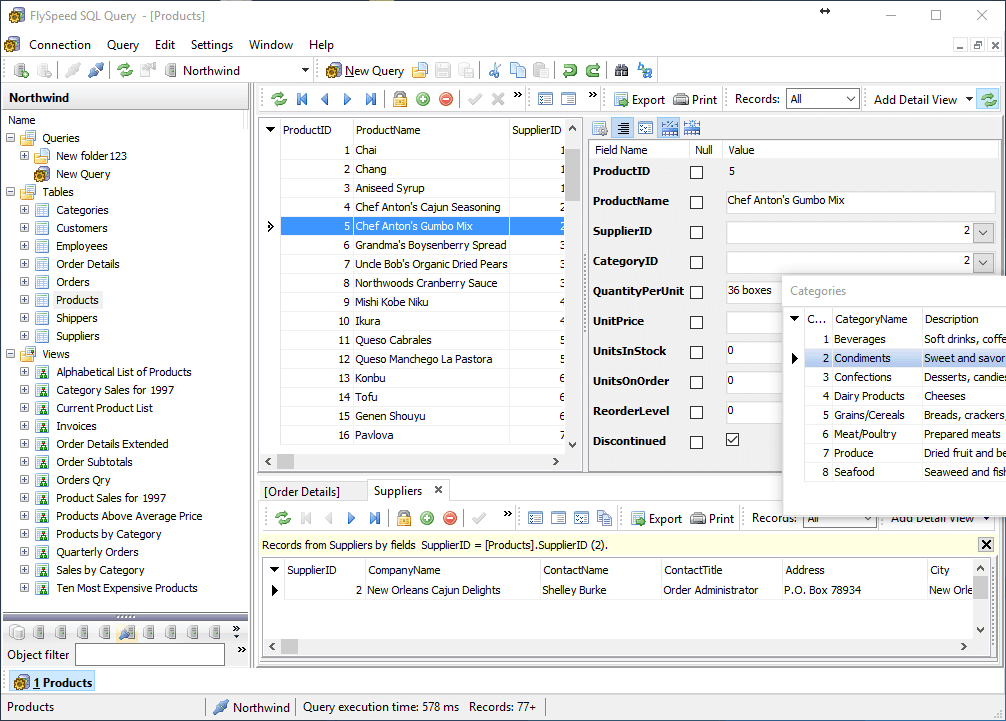 FlySpeed SQL Query - [Products]
Connection Query Edit Settings Window Help
Northwind New Query
Northwind
Name
Queries
New folder123
New Query
Tables
Categories
Customers
Employees
Order Details
Orders
Products
Shippers
Suppliers
Views
Alphabetical List of Products
Category Sales for 1997
Current Product List
Invoices
Order Details Extended
Order Subtotals
Orders Qry
Product Sales for 1997
Products Above Average Price
Products by Category
Quarterly Orders
Sales by Category
Ten Most Expensive Products
Object filter
Export Print Records: All Add Detail View
ProductID ProductName SupplierID
1 Chai 1
2 Chang 1
3 Aniseed Syrup 1
4 Chef Anton's Cajun Seasoning 2
5 Chef Anton's Gumbo Mix 2
6 Grandma's Boysenberry Spread 3
7 Uncle Bob's Organic Dried Pears 3
8 Northwoods Cranberry Sauce 3
9 Mishi Kobe Niku 4
10 Ikura 4
11 Queso Cabrales 5
12 Queso Manchego La Pastora 5
13 Konbu 6
14 Tofu 6
15 Genen Shouyu 6
16 Pavlova 7
Field Name Null Value
ProductID 5
ProductName Chef Anton's Gumbo Mix
SupplierID 2
CategoryID 2
QuantityPerUnit 36 boxes
UnitPrice
UnitsInStock 0
UnitsOnOrder 0
ReorderLevel 0
Discontinued
Categories
C... CategoryName Description
1 Beverages Soft drinks, coffe
2 Condiments Sweet and savor
3 Confections Desserts, candies
4 Dairy Products Cheeses
5 Grains/Cereals Breads, crackers,
6 Meat/Poultry Prepared meats
7 Produce Dried fruit and be
8 Seafood Seaweed and fish
[Order Details] Suppliers
Export Print Records: All Add Detail View
Records from Suppliers by fields SupplierID = [Products].SupplierID (2).
SupplierID CompanyName ContactName ContactTitle Address City
2 New Orleans Cajun Delights Shelley Burke Order Administrator P.O. Box 78934 New Orle
1 Products
Products Northwind Query execution time: 578 ms Records: 77+